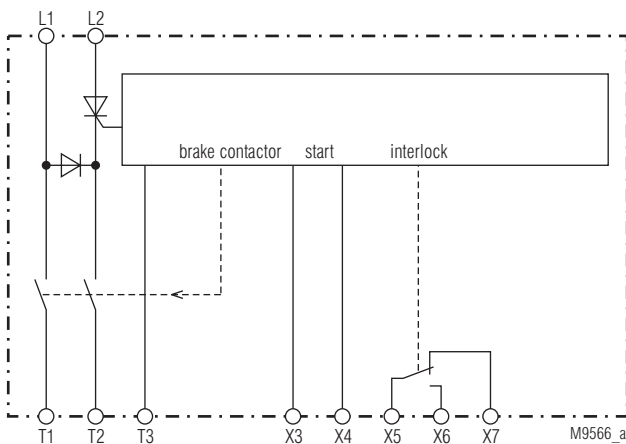 L1 L2
brake contactor start interlock
T1 T2 T3 X3 X4 X5 X6 X7 M9566_a